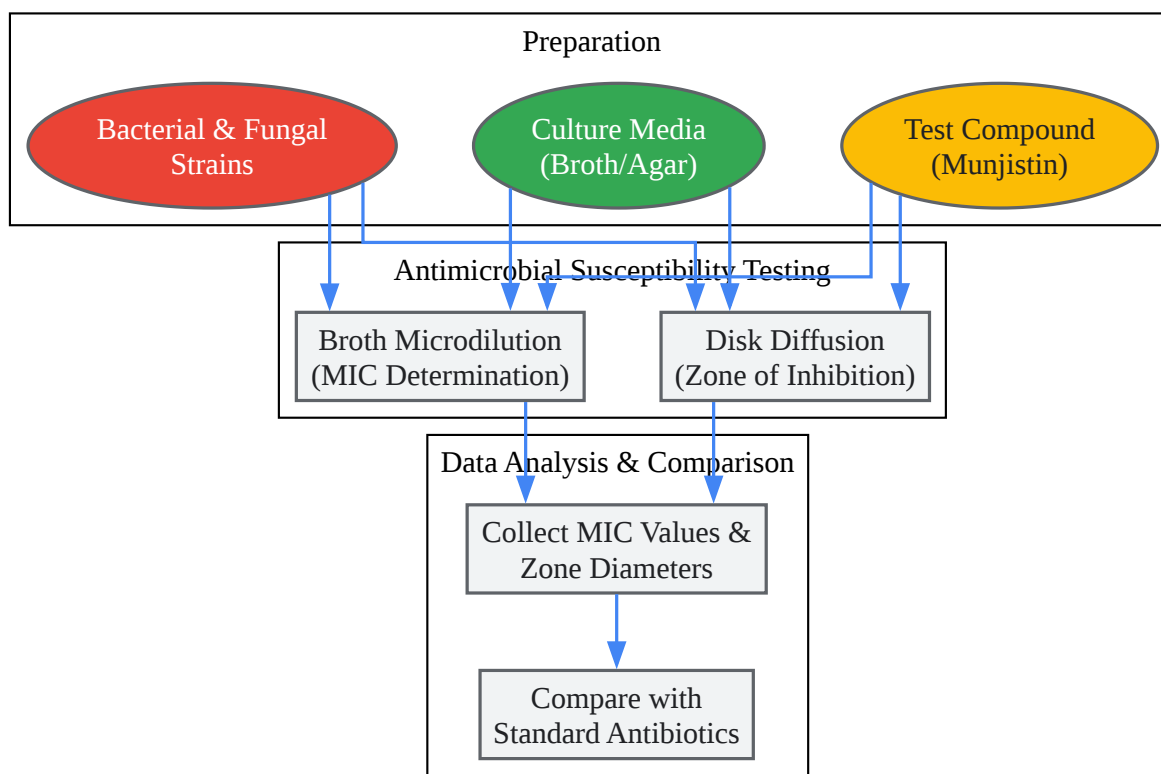 Preparation
Bacterial & Fungal
Strains
Culture Media
(Broth/Agar)
Test Compound
(Munjistin)
Antimicrobial Susceptibility Testing
Broth Microdilution
(MIC Determination)
Disk Diffusion
(Zone of Inhibition)
Data Analysis & Comparison
Collect MIC Values &
Zone Diameters
Compare with
Standard Antibiotics